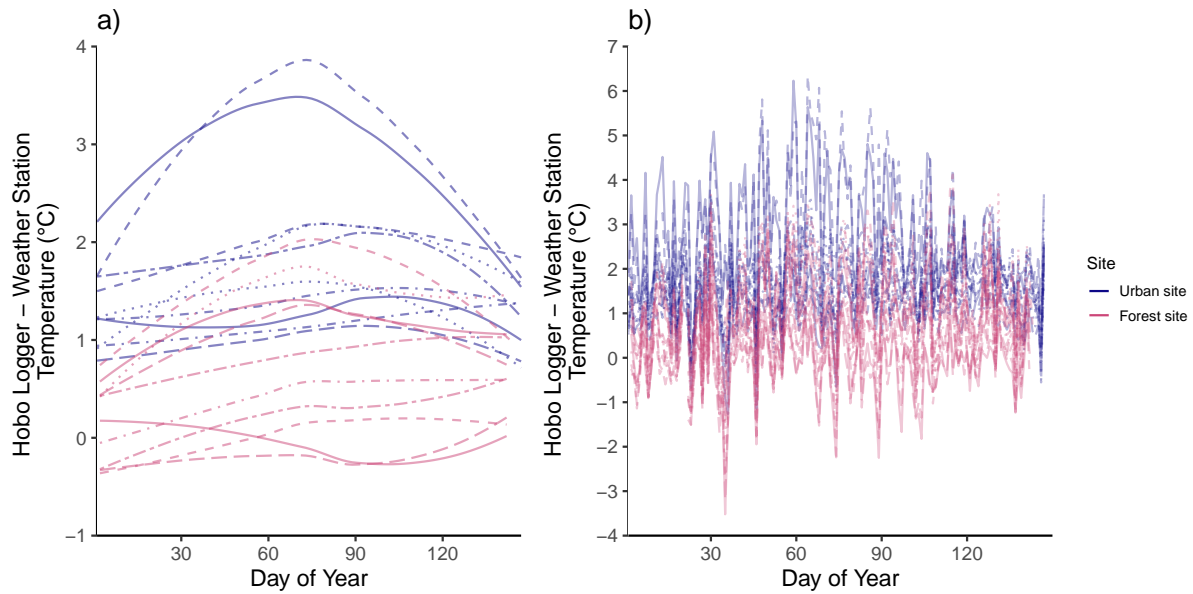 a)
Hobo Logger − Weather Station
Temperature (°C)
4
3
2
1
0
−1
30
60
90
120
Day of Year
b)
Hobo Logger − Weather Station
Temperature (°C)
7
6
5
4
3
2
1
0
−1
−2
−3
−4
30
60
90
120
Day of Year
Site
Urban site
Forest site